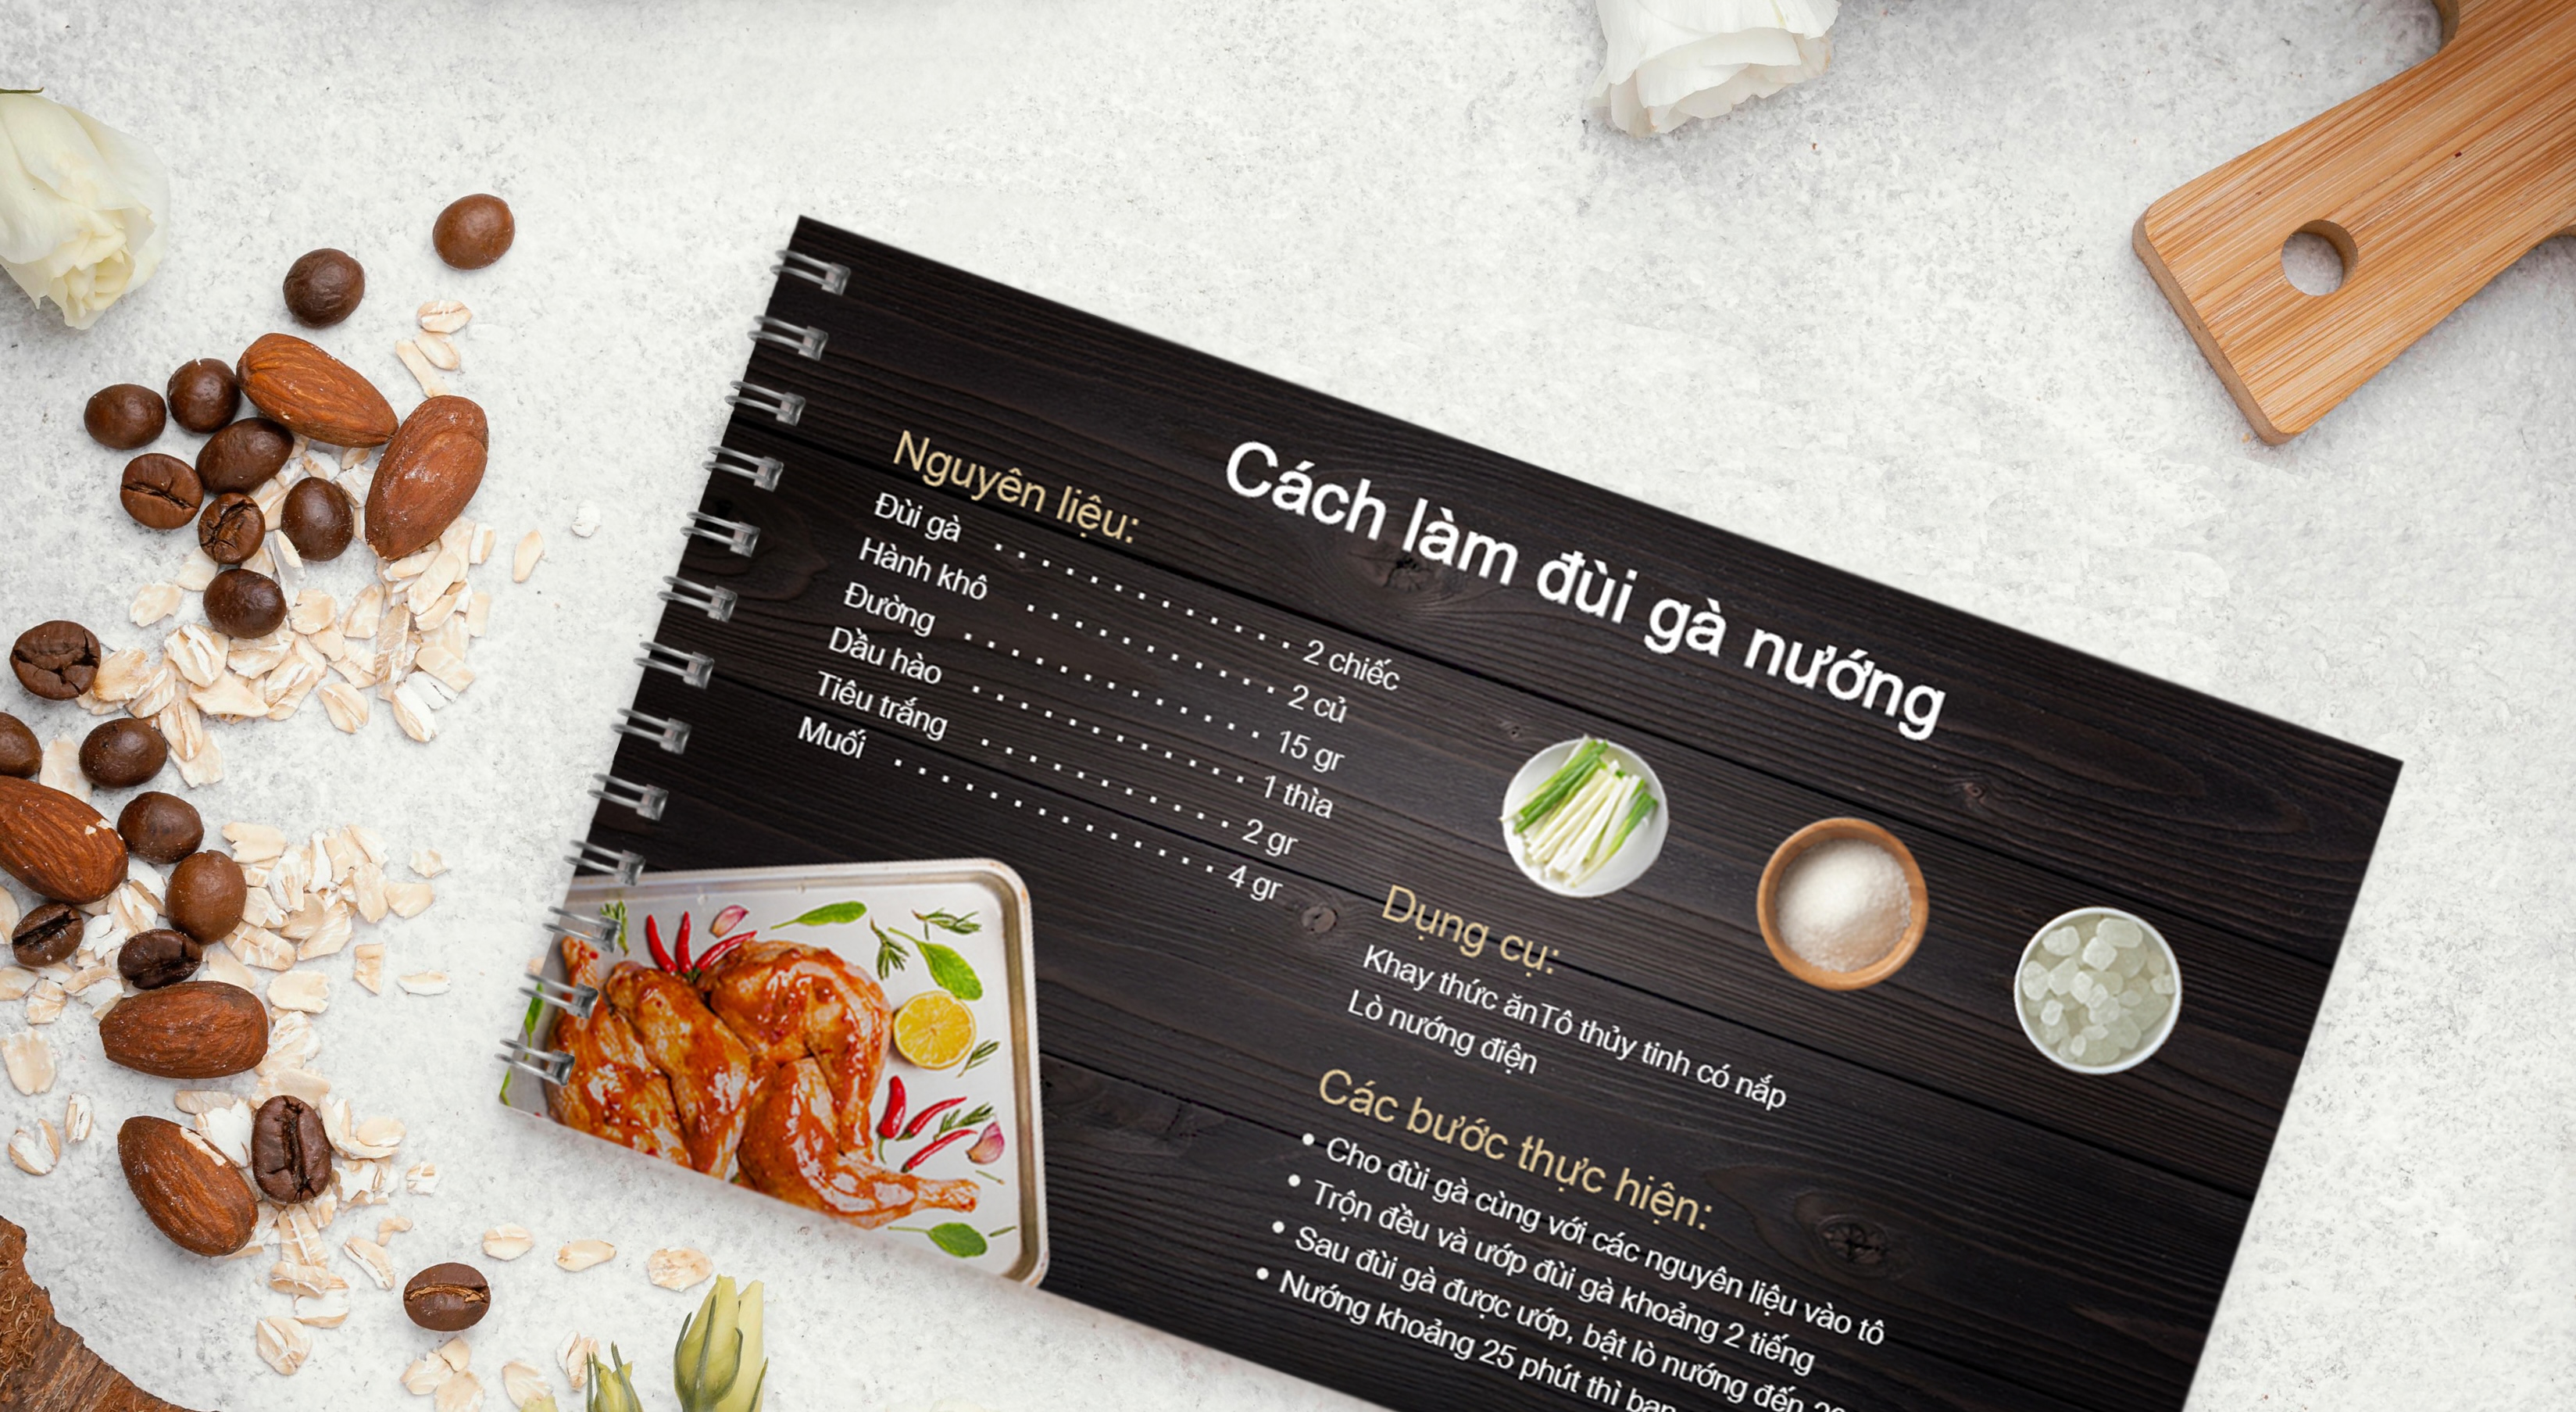 Cách làm đùi gà nướng
Nguyên liệu:
Đùi gà . . . . . . . . . . . . . . 2 chiếc
Hành khô . . . . . . . . . . . . 2 củ
Đường . . . . . . . . . . . . . . 15 gr
Dầu hào . . . . . . . . . . . . . 1 thìa
Tiêu trắng . . . . . . . . . . . . 2 gr
Muối . . . . . . . . . . . . . . . 4 gr
Dụng cụ:
Khay thức ănTô thủy tinh có nắp
Lò nướng điện
Các bước thực hiện:
• Cho đùi gà cùng với các nguyên liệu vào tô
• Trộn đều và ướp đùi gà khoảng 2 tiếng
• Sau đùi gà được ướp, bật lò nướng đến
• Nướng khoảng 25 phút thì